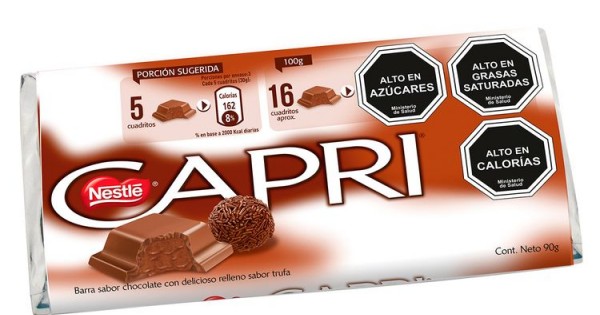 PORCIÓN SUGERIDA
Porciones por envase:3
Cada 5 cuadritos (30g):
5
cuadritos
Calorías
162
8%
% en base a 2000 Kcal diarias
100g
16
cuadritos
aprox.
ALTO EN
AZÚCARES
Ministerio
de Salud
ALTO EN
GRASAS
SATURADAS
Ministerio
de Salud
ALTO EN
CALORÍAS
Ministerio
de Salud
Nestlé
CAPRI
Barra sabor chocolate con delicioso relleno sabor trufa
Cont. Neto 90g
CAPRI